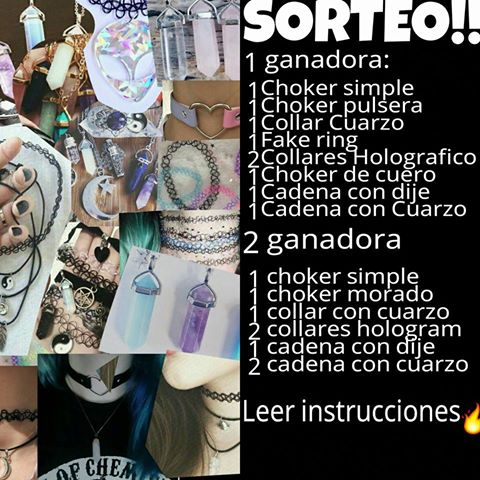 SORTEO!!
1 ganadora:
1Choker simple
1Choker pulsera
1Collar Cuarzo
1Fake ring
2Collares Holografico
1Choker de cuero
1Cadena con dije
1Cadena con Cuarzo
2 ganadora
1 choker simple
1 choker morado
1 collar con cuarzo
2 collares hologram
1 cadena con dije
2 cadena con cuarzo
Leer instrucciones🔥
OF CHEM